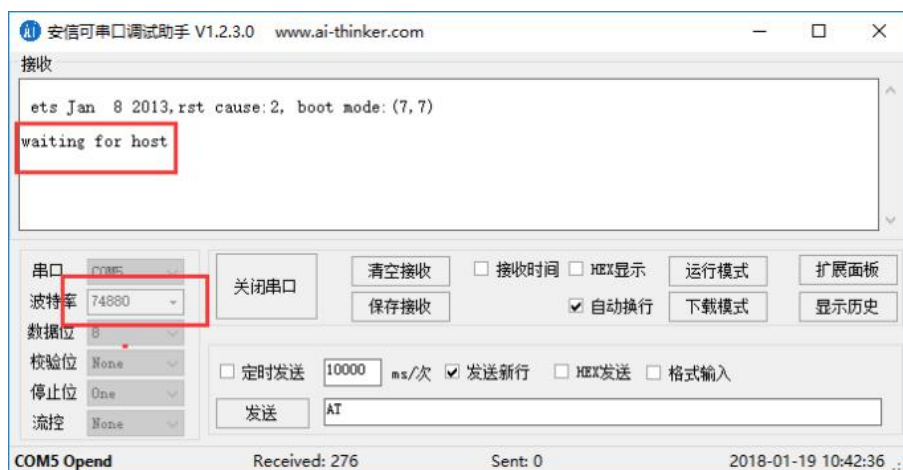 安信可串口调试助手 V1.2.3.0 www.ai-thinker.com
接收
ets Jan 8 2013,rst cause:2, boot mode:(7,7)
waiting for host
串口 COM5
波特率 74880
数据位 8
校验位 None
停止位 One
流控 None
关闭串口
清空接收
接收时间
HEX显示
运行模式
扩展面板
保存接收
自动换行
下载模式
显示历史
定时发送 10000 ms/次 发送新行 HEX发送 格式输入
发送 AT
COM5 Opend Received: 276 Sent: 0 2018-01-19 10:42:36